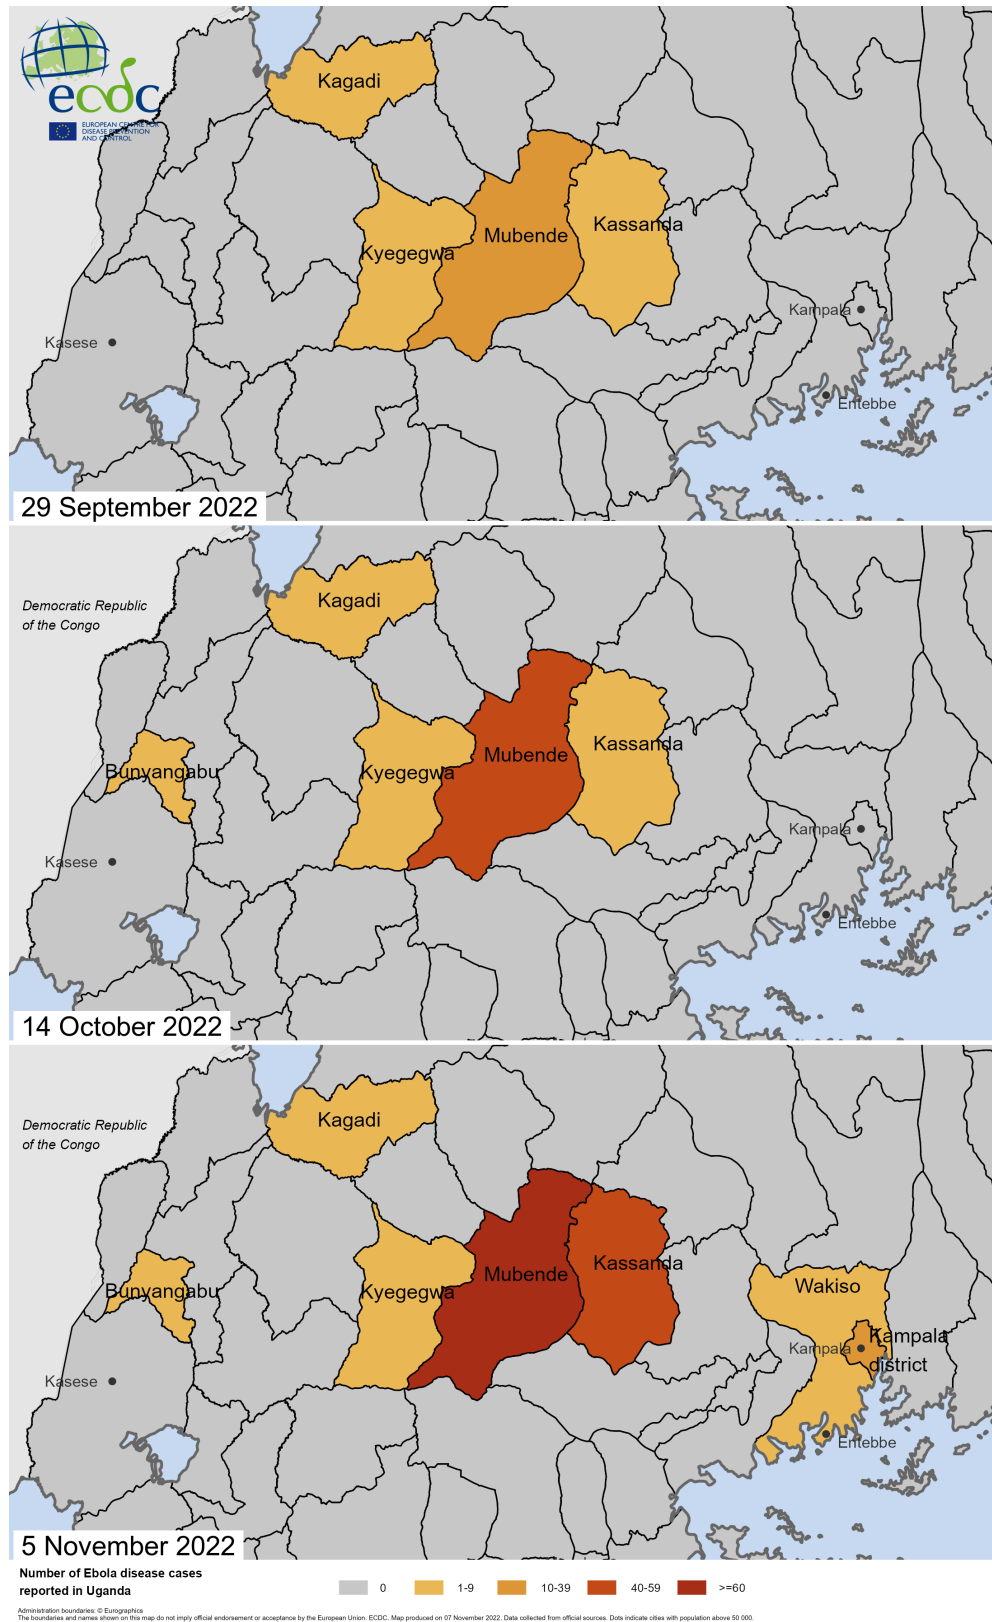 ecdc
EUROPEAN CENTRE FOR
DISEASE PREVENTION
AND CONTROL
Kagadi
Kyegegwa
Mubende
Kassanda
Kampala
Kasese
Entebbe
29 September 2022
Democratic Republic
of the Congo
Kagadi
Bunyangabu
Kyegegwa
Mubende
Kassanda
Kampala
Kasese
Entebbe
14 October 2022
Democratic Republic
of the Congo
Kagadi
Bunyangabu
Kyegegwa
Mubende
Kassanda
Wakiso
Kampala
Kampala
district
Kasese
Entebbe
5 November 2022
Number of Ebola disease cases
reported in Uganda
0 1-9 10-39 40-59 >=60
Administration boundaries: © Eurographics
The boundaries and names shown on this map do not imply official endorsement or acceptance by the European Union. ECDC. Map produced on 07 November 2022. Data collected from official sources. Dots indicate cities with population above 50 000.